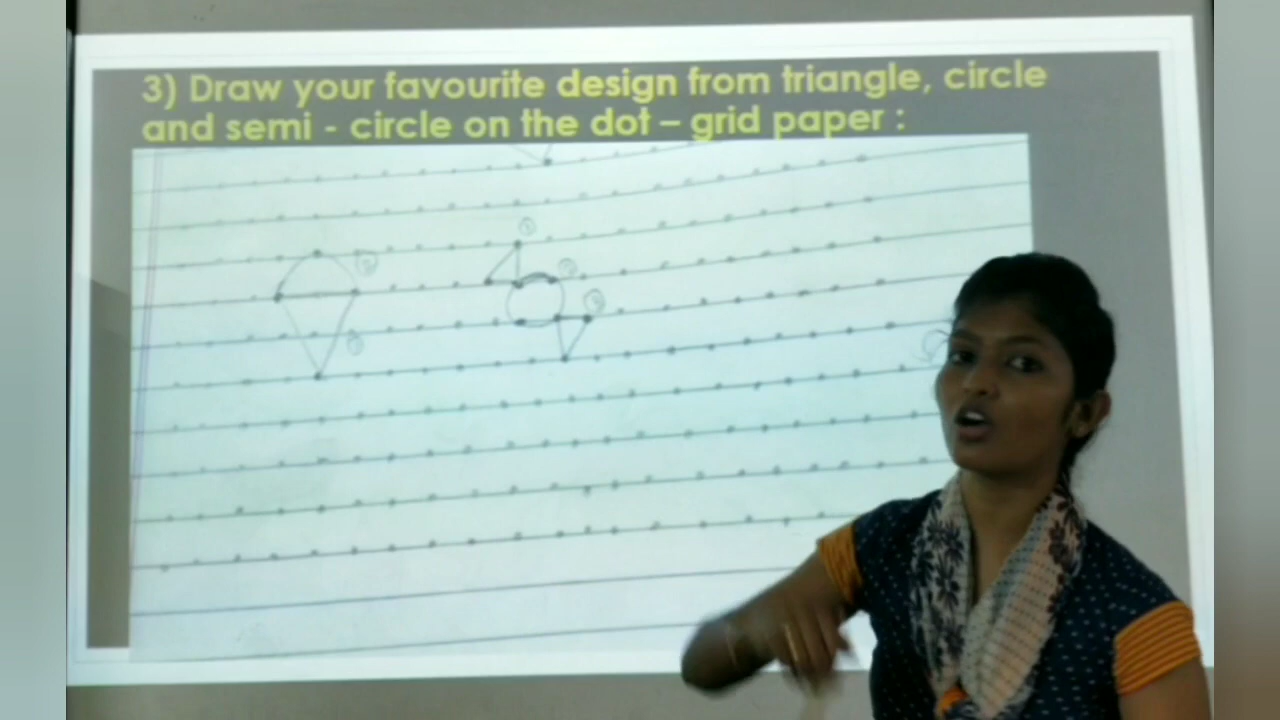 3) Draw your favourite design from triangle, circle
and semi - circle on the dot – grid paper :